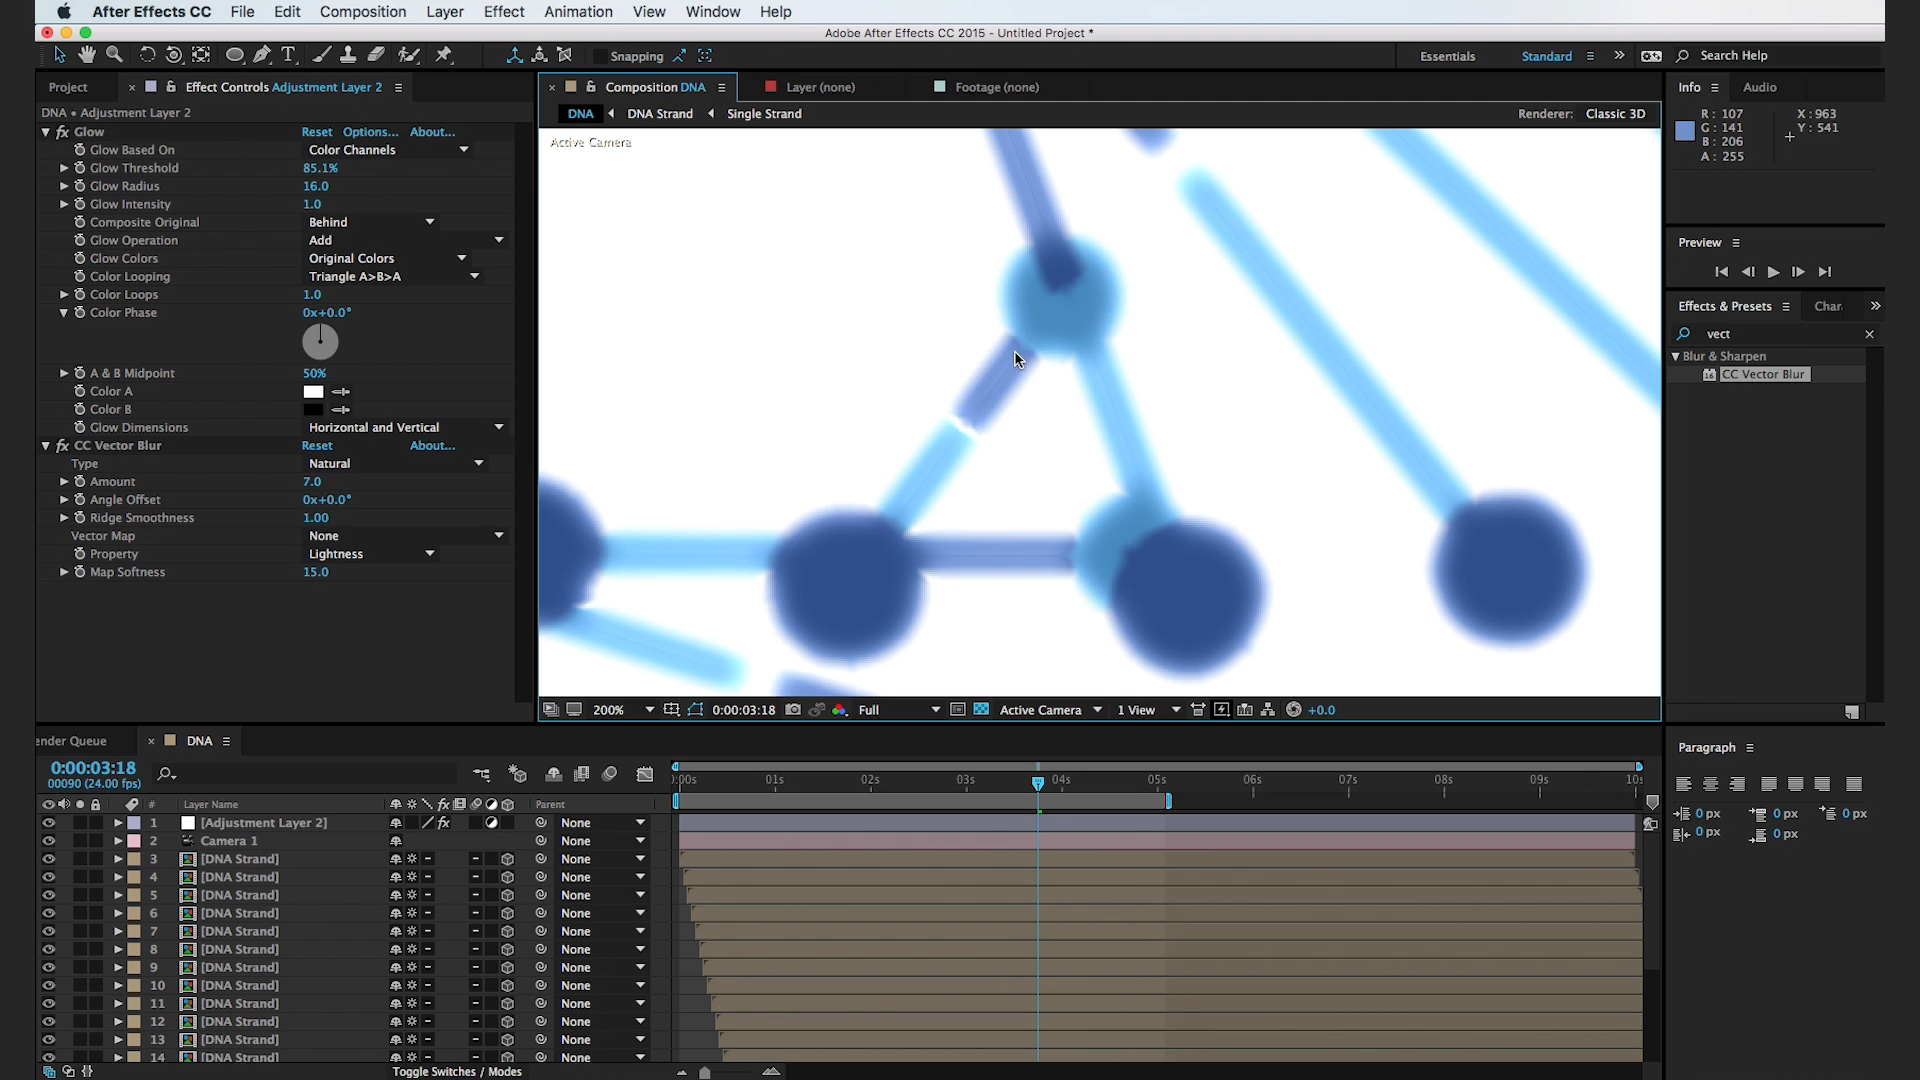 After Effects CC File Edit Composition Layer Effect Animation View Window Help
Adobe After Effects CC 2015 - Untitled Project *
Snapping Essentials Standard Search Help
Project Effect Controls Adjustment Layer 2 Composition DNA Layer (none) Footage (none) Info Audio
DNA • Adjustment Layer 2
DNA DNA Strand Single Strand Renderer: Classic 3D
Active Camera
R: 107 X: 963
G: 141 Y: 541
B: 206
A: 255
fx Glow Reset Options... About...
Glow Based On Color Channels
Glow Threshold 85.1%
Glow Radius 16.0
Glow Intensity 1.0
Composite Original Behind
Glow Operation Add
Glow Colors Original Colors
Color Looping Triangle A>B>A
Color Loops 1.0
Color Phase 0x+0.0°
A & B Midpoint 50%
Color A
Color B
Glow Dimensions Horizontal and Vertical
fx CC Vector Blur Reset About...
Type Natural
Amount 7.0
Angle Offset 0x+0.0°
Ridge Smoothness 1.00
Vector Map None
Property Lightness
Map Softness 15.0
Preview
Effects & Presets Char
vect
Blur & Sharpen
CC Vector Blur
200% 0:00:03:18 Full Active Camera 1 View +0.0
ender Queue DNA
0:00:03:18
00090 (24.00 fps)
:00s 01s 02s 03s 04s 05s 06s 07s 08s 09s 10s
# Layer Name fx Parent
1 [Adjustment Layer 2] fx None
2 Camera 1 None
3 [DNA Strand] None
4 [DNA Strand] None
5 [DNA Strand] None
6 [DNA Strand] None
7 [DNA Strand] None
8 [DNA Strand] None
9 [DNA Strand] None
10 [DNA Strand] None
11 [DNA Strand] None
12 [DNA Strand] None
13 [DNA Strand] None
14 [DNA Strand] None
Toggle Switches / Modes
Paragraph
0 px 0 px 0 px
0 px 0 px